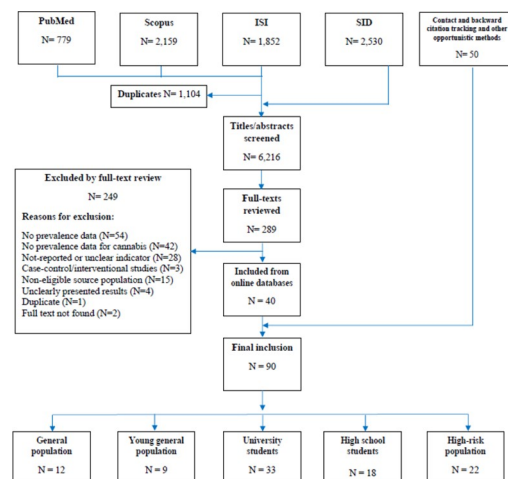 PubMed
N= 779
Scopus
N= 2,159
ISI
N= 1,852
SID
N= 2,530
Contact and backward
citation tracking and other
opportunistic methods
N= 50
Duplicates N= 1,104
Titles/abstracts
screened
N= 6,216
Excluded by full-text review
N= 249
Reasons for exclusion:
No prevalence data (N=54)
No prevalence data for cannabis (N=42)
Not-reported or unclear indicator (N=28)
Case-control/interventional studies (N=3)
Non-eligible source population (N=15)
Unclearly presented results (N=4)
Duplicate (N=1)
Full text not found (N=2)
Full-texts
reviewed
N= 289
Included from
online databases
N = 40
Final inclusion
N = 90
General
population
N = 12
Young general
population
N = 9
University
students
N = 33
High school
students
N = 18
High-risk
population
N = 22